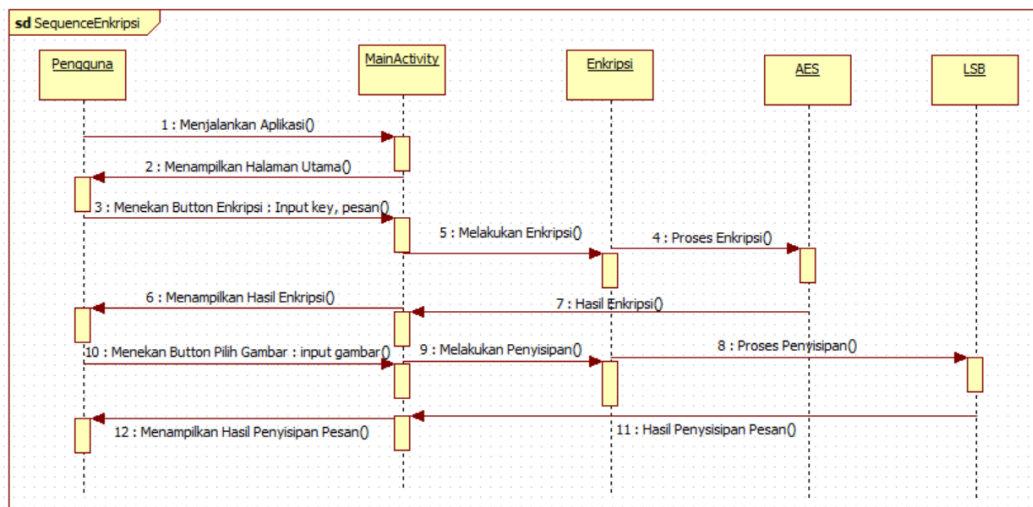 sd SequenceEnkripsi
Pengguna
MainActivity
Enkripsi
AES
LSB
1 : Menjalankan Aplikasi()
2 : Menampilkan Halaman Utama()
3 : Menekan Button Enkripsi : Input key, pesan()
5 : Melakukan Enkripsi()
4 : Proses Enkripsi()
6 : Menampilkan Hasil Enkripsi()
7 : Hasil Enkripsi()
10 : Menekan Button Pilih Gambar : input gambar()
9 : Melakukan Penyisipan()
8 : Proses Penyisipan()
12 : Menampilkan Hasil Penyisipan Pesan()
11 : Hasil Penysisipan Pesan()